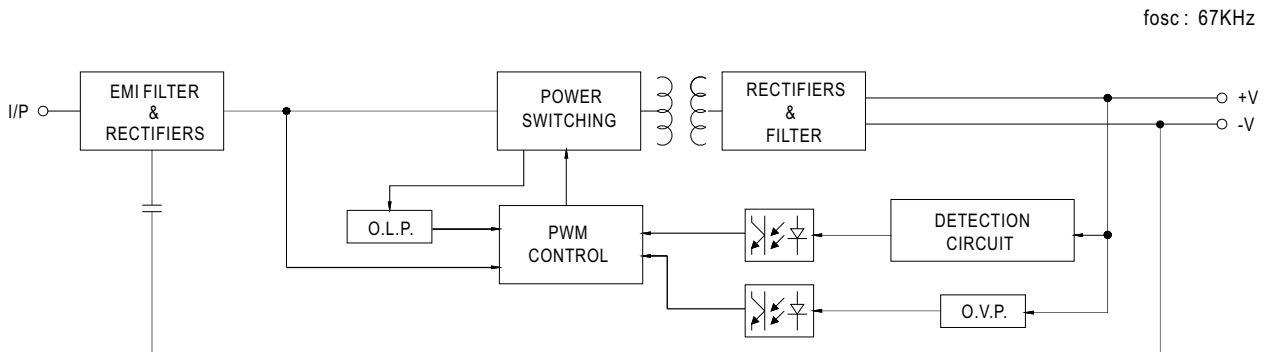 fosc : 67KHz
I/P
EMI FILTER
&
RECTIFIERS
POWER
SWITCHING
RECTIFIERS
&
FILTER
+V
-V
O.L.P.
PWM
CONTROL
DETECTION
CIRCUIT
O.V.P.